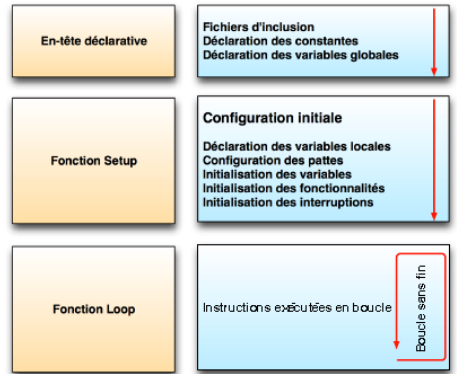 En-tête déclarative
Fichiers d'inclusion
Déclaration des constantes
Déclaration des variables globales
Fonction Setup
Configuration initiale
Déclaration des variables locales
Configuration des pattes
Initialisation des variables
Initialisation des fonctionnalités
Initialisation des interruptions
Fonction Loop
Instructions exécutées en boucle
Boucle sans fin